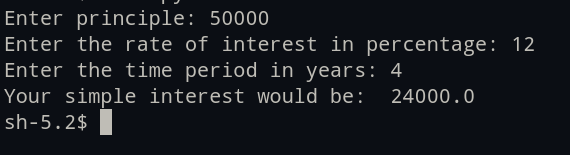 Enter principle: 50000
Enter the rate of interest in percentage: 12
Enter the time period in years: 4
Your simple interest would be:  24000.0
sh-5.2$